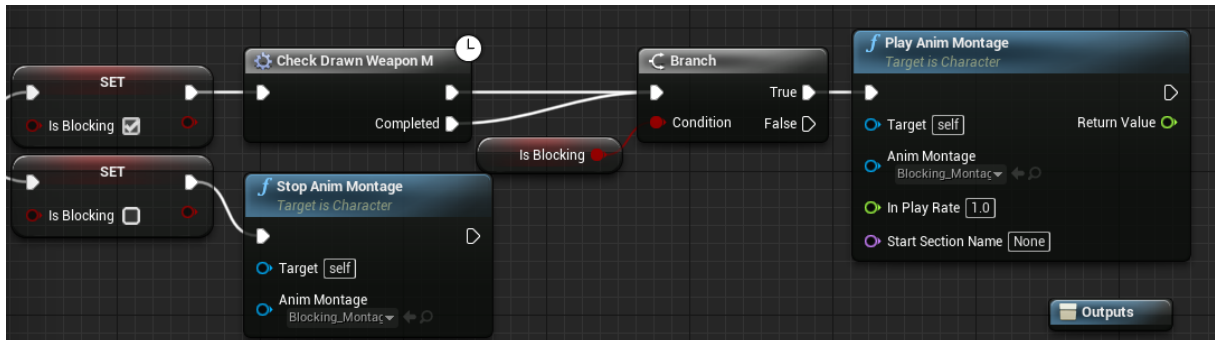 SET
Is Blocking
SET
Is Blocking
Check Drawn Weapon M
Completed
Stop Anim Montage
Target is Character
Target self
Anim Montage
Blocking_Montag
Is Blocking
Branch
True
Condition False
Play Anim Montage
Target is Character
Target self Return Value
Anim Montage
Blocking_Montag
In Play Rate 1.0
Start Section Name None
Outputs